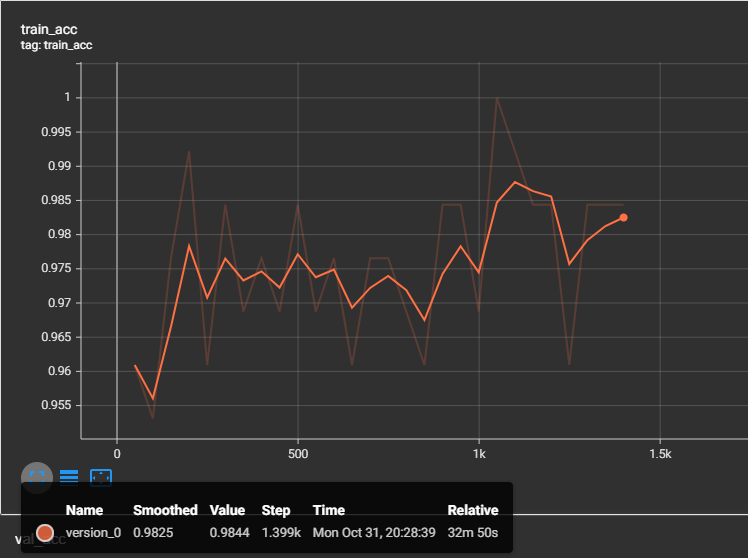 train_acc
tag: train_acc
1
0.995
0.99
0.985
0.98
0.975
0.97
0.965
0.96
0.955
0 500 1k 1.5k
Name Smoothed Value Step Time Relative
version_0 0.9825 0.9844 1.399k Mon Oct 31, 20:28:39 32m 50s
val_acc